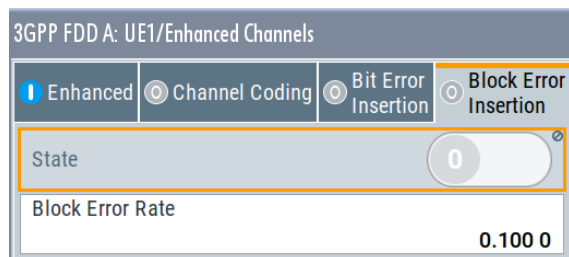 3GPP FDD A: UE1/Enhanced Channels
Enhanced
Channel Coding
Bit Error
Insertion
Block Error
Insertion
State
0
Block Error Rate
0.100 0